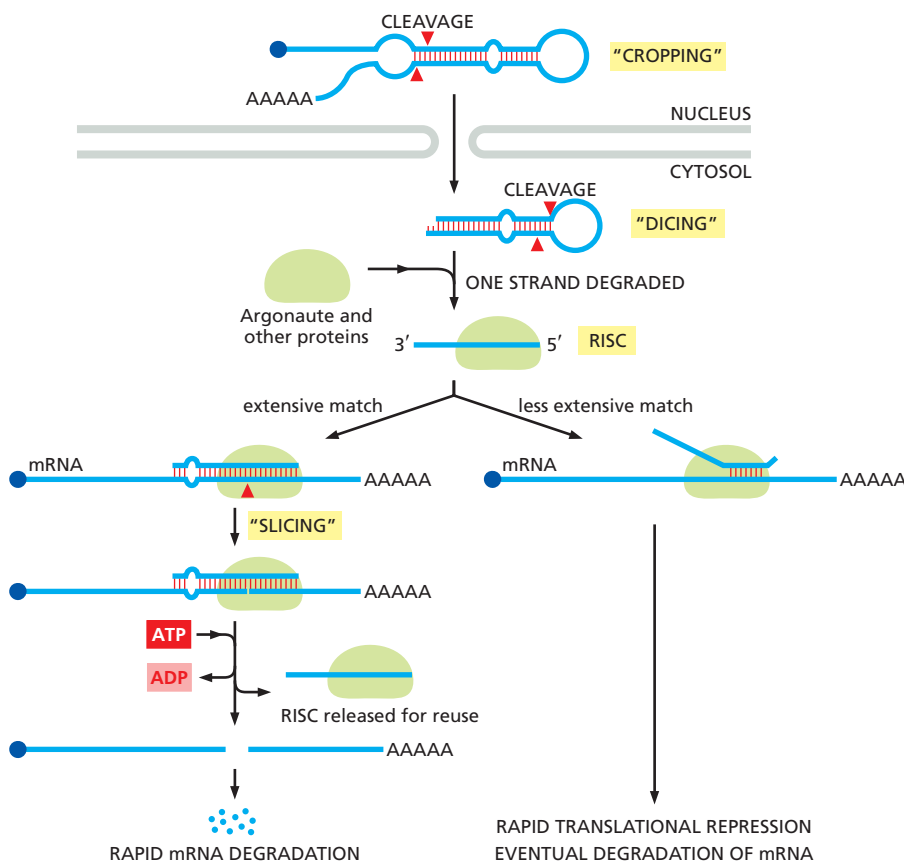 CLEAVAGE
"CROPPING"
AAAAA
NUCLEUS
CYTOSOL
CLEAVAGE
"DICING"
ONE STRAND DEGRADED
Argonaute and
other proteins
3′
5′
RISC
extensive match
less extensive match
mRNA
AAAAA
mRNA
AAAAA
"SLICING"
AAAAA
ATP
ADP
RISC released for reuse
AAAAA
RAPID mRNA DEGRADATION
RAPID TRANSLATIONAL REPRESSION
EVENTUAL DEGRADATION OF mRNA